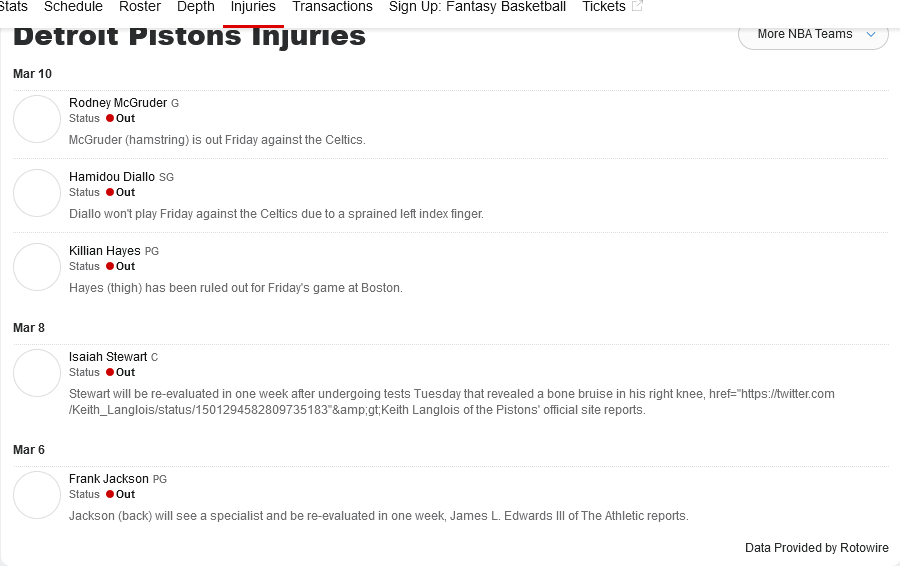 Stats Schedule Roster Depth Injuries Transactions Sign Up: Fantasy Basketball Tickets
Detroit Pistons Injuries
More NBA Teams
Mar 10
Rodney McGruder G
Status Out
McGruder (hamstring) is out Friday against the Celtics.
Hamidou Diallo SG
Status Out
Diallo won't play Friday against the Celtics due to a sprained left index finger.
Killian Hayes PG
Status Out
Hayes (thigh) has been ruled out for Friday's game at Boston.
Mar 8
Isaiah Stewart C
Status Out
Stewart will be re-evaluated in one week after undergoing tests Tuesday that revealed a bone bruise in his right knee, href="https://twitter.com
/Keith_Langlois/status/1501294582809735183"&amp;gt;Keith Langlois of the Pistons' official site reports.
Mar 6
Frank Jackson PG
Status Out
Jackson (back) will see a specialist and be re-evaluated in one week, James L. Edwards III of The Athletic reports.
Data Provided by Rotowire